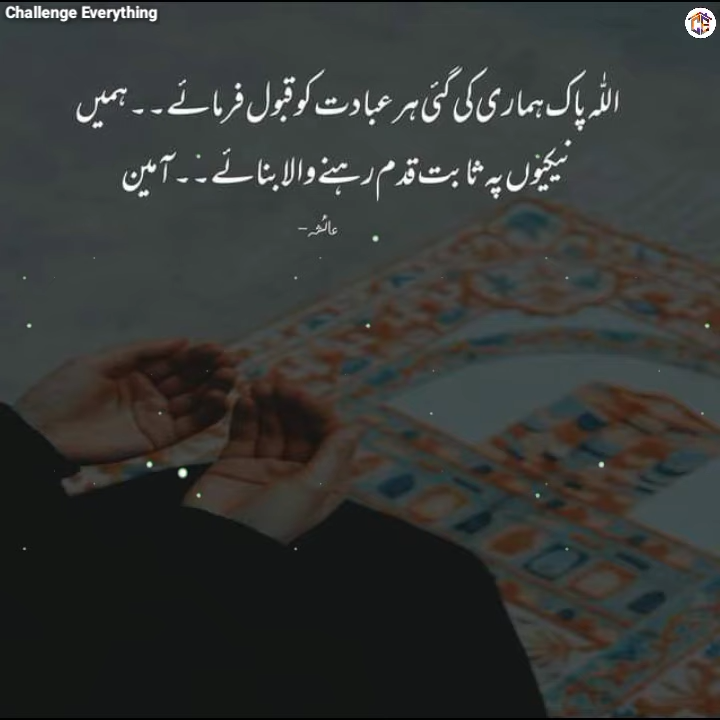 Challenge Everything
CE
اللہ پاک ہماری کی گئی ہر عبادت کو قبول فرمائے۔۔ ہمیں
نیکیوں پہ ثابت قدم رہنے والا بنائے ۔۔ آمین
عائشہ–